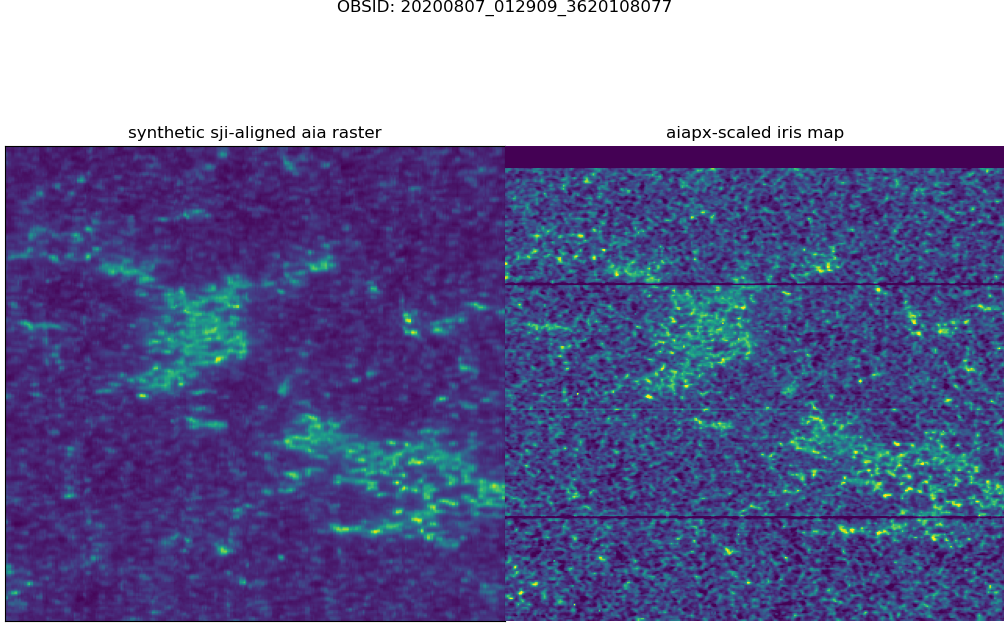 OBSID: 20200807_012909_3620108077
synthetic sji-aligned aia raster
aiapx-scaled iris map